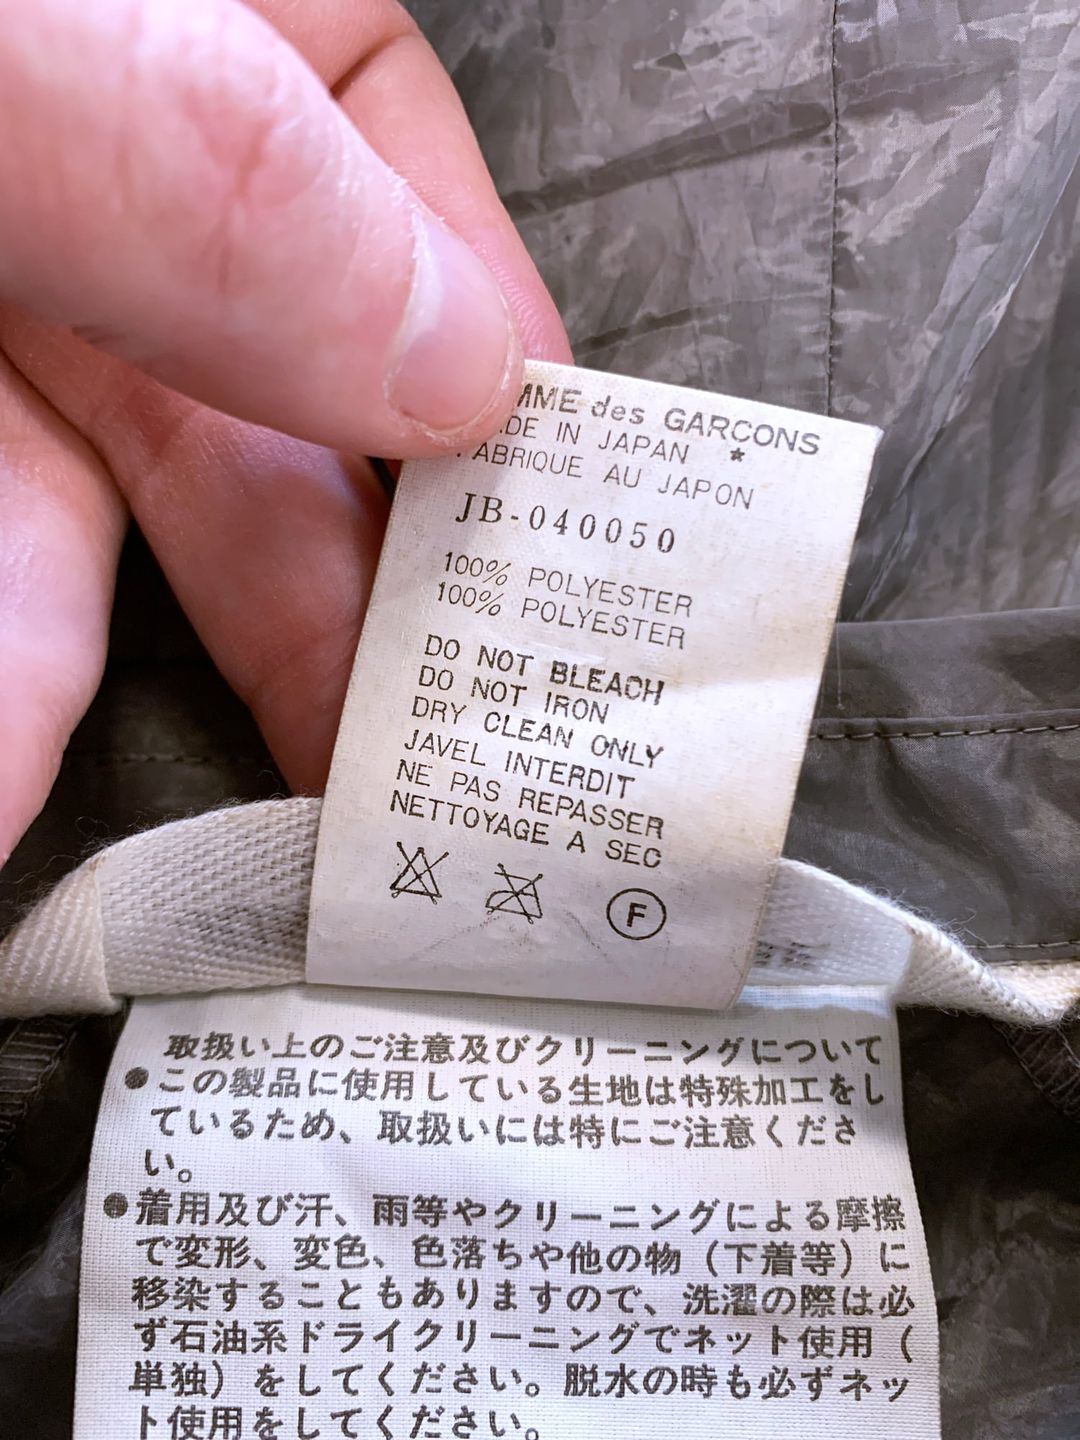 MME des GARCONS
DE IN JAPAN ★
FABRIQUE AU JAPON
JB-040050
100% POLYESTER
100% POLYESTER
DO NOT BLEACH
DO NOT IRON
DRY CLEAN ONLY
JAVEL INTERDIT
NE PAS REPASSER
NETTOYAGE A SEC
F
取扱い上のご注意及びクリーニングについて
●この製品に使用している生地は特殊加工をし
ているため、取扱いには特にご注意くださ
い。
●着用及び汗、雨等やクリーニングによる摩擦
で変形、変色、色落ちや他の物（下着等）に
移染することもありますので、洗濯の際は必
ず石油系ドライクリーニングでネット使用（
単独）をしてください。脱水の時も必ずネッ
ト使用をしてください。